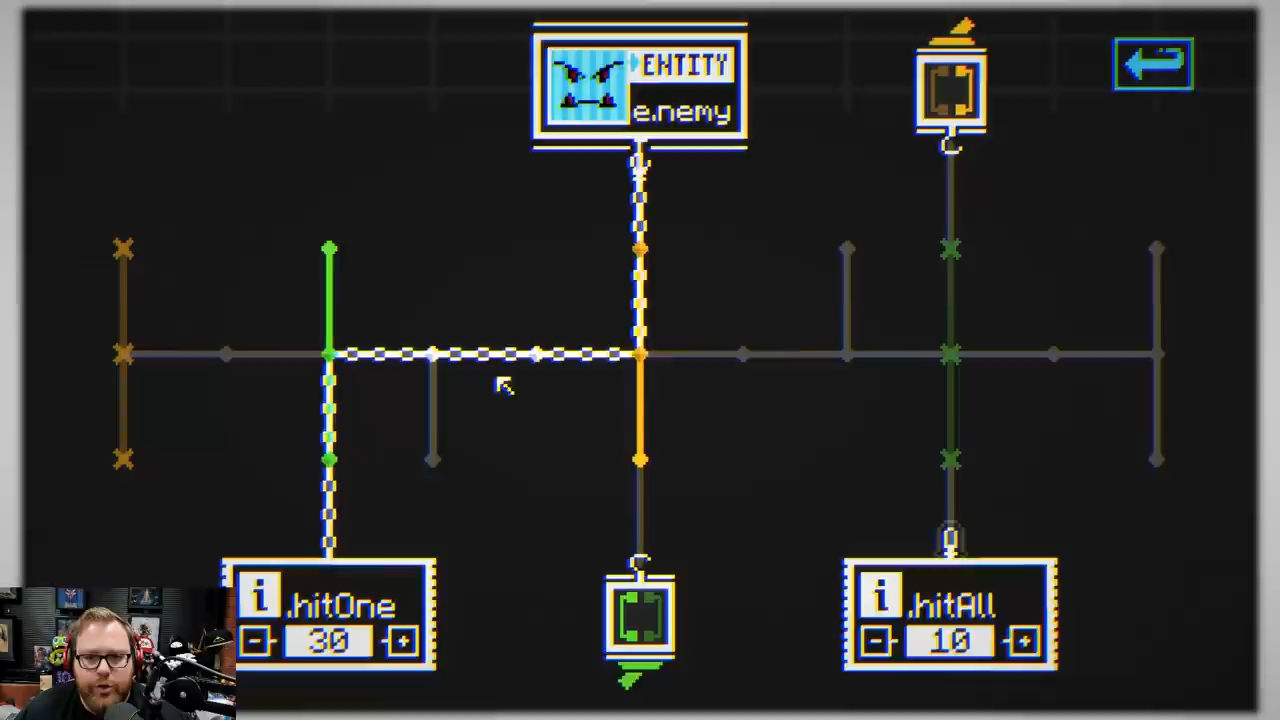 ENTITY
e.nemy
i .hitOne
- 30 +
i .hitAll
- 10 +